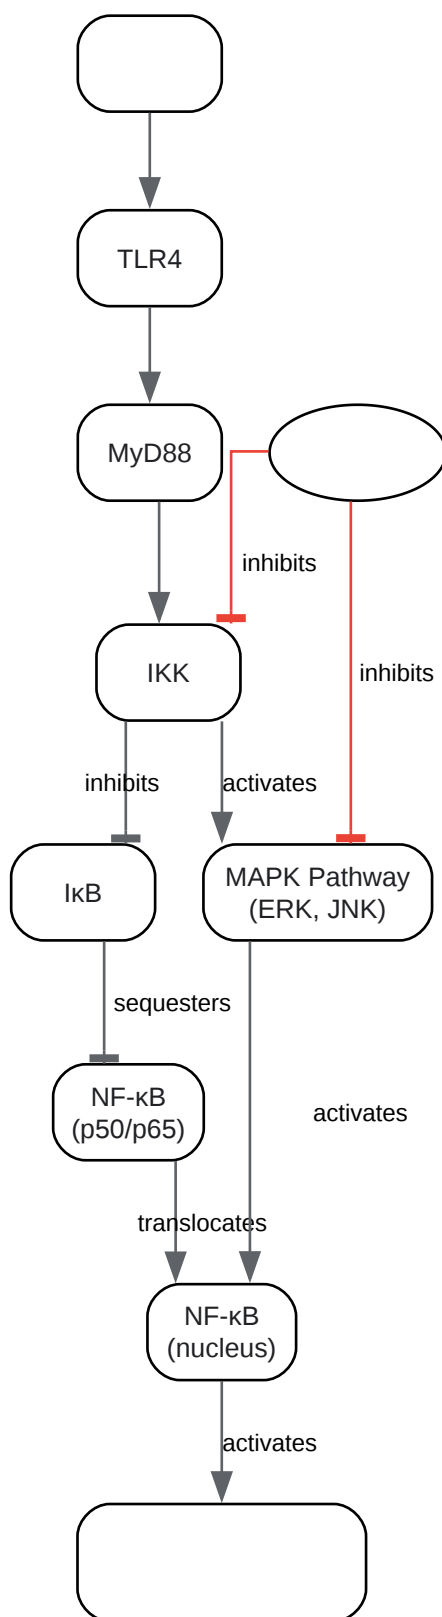 TLR4
MyD88
inhibits
IKK
inhibits
inhibits
activates
IκB
MAPK Pathway
(ERK, JNK)
sequesters
NF-κB
(p50/p65)
activates
translocates
NF-κB
(nucleus)
activates